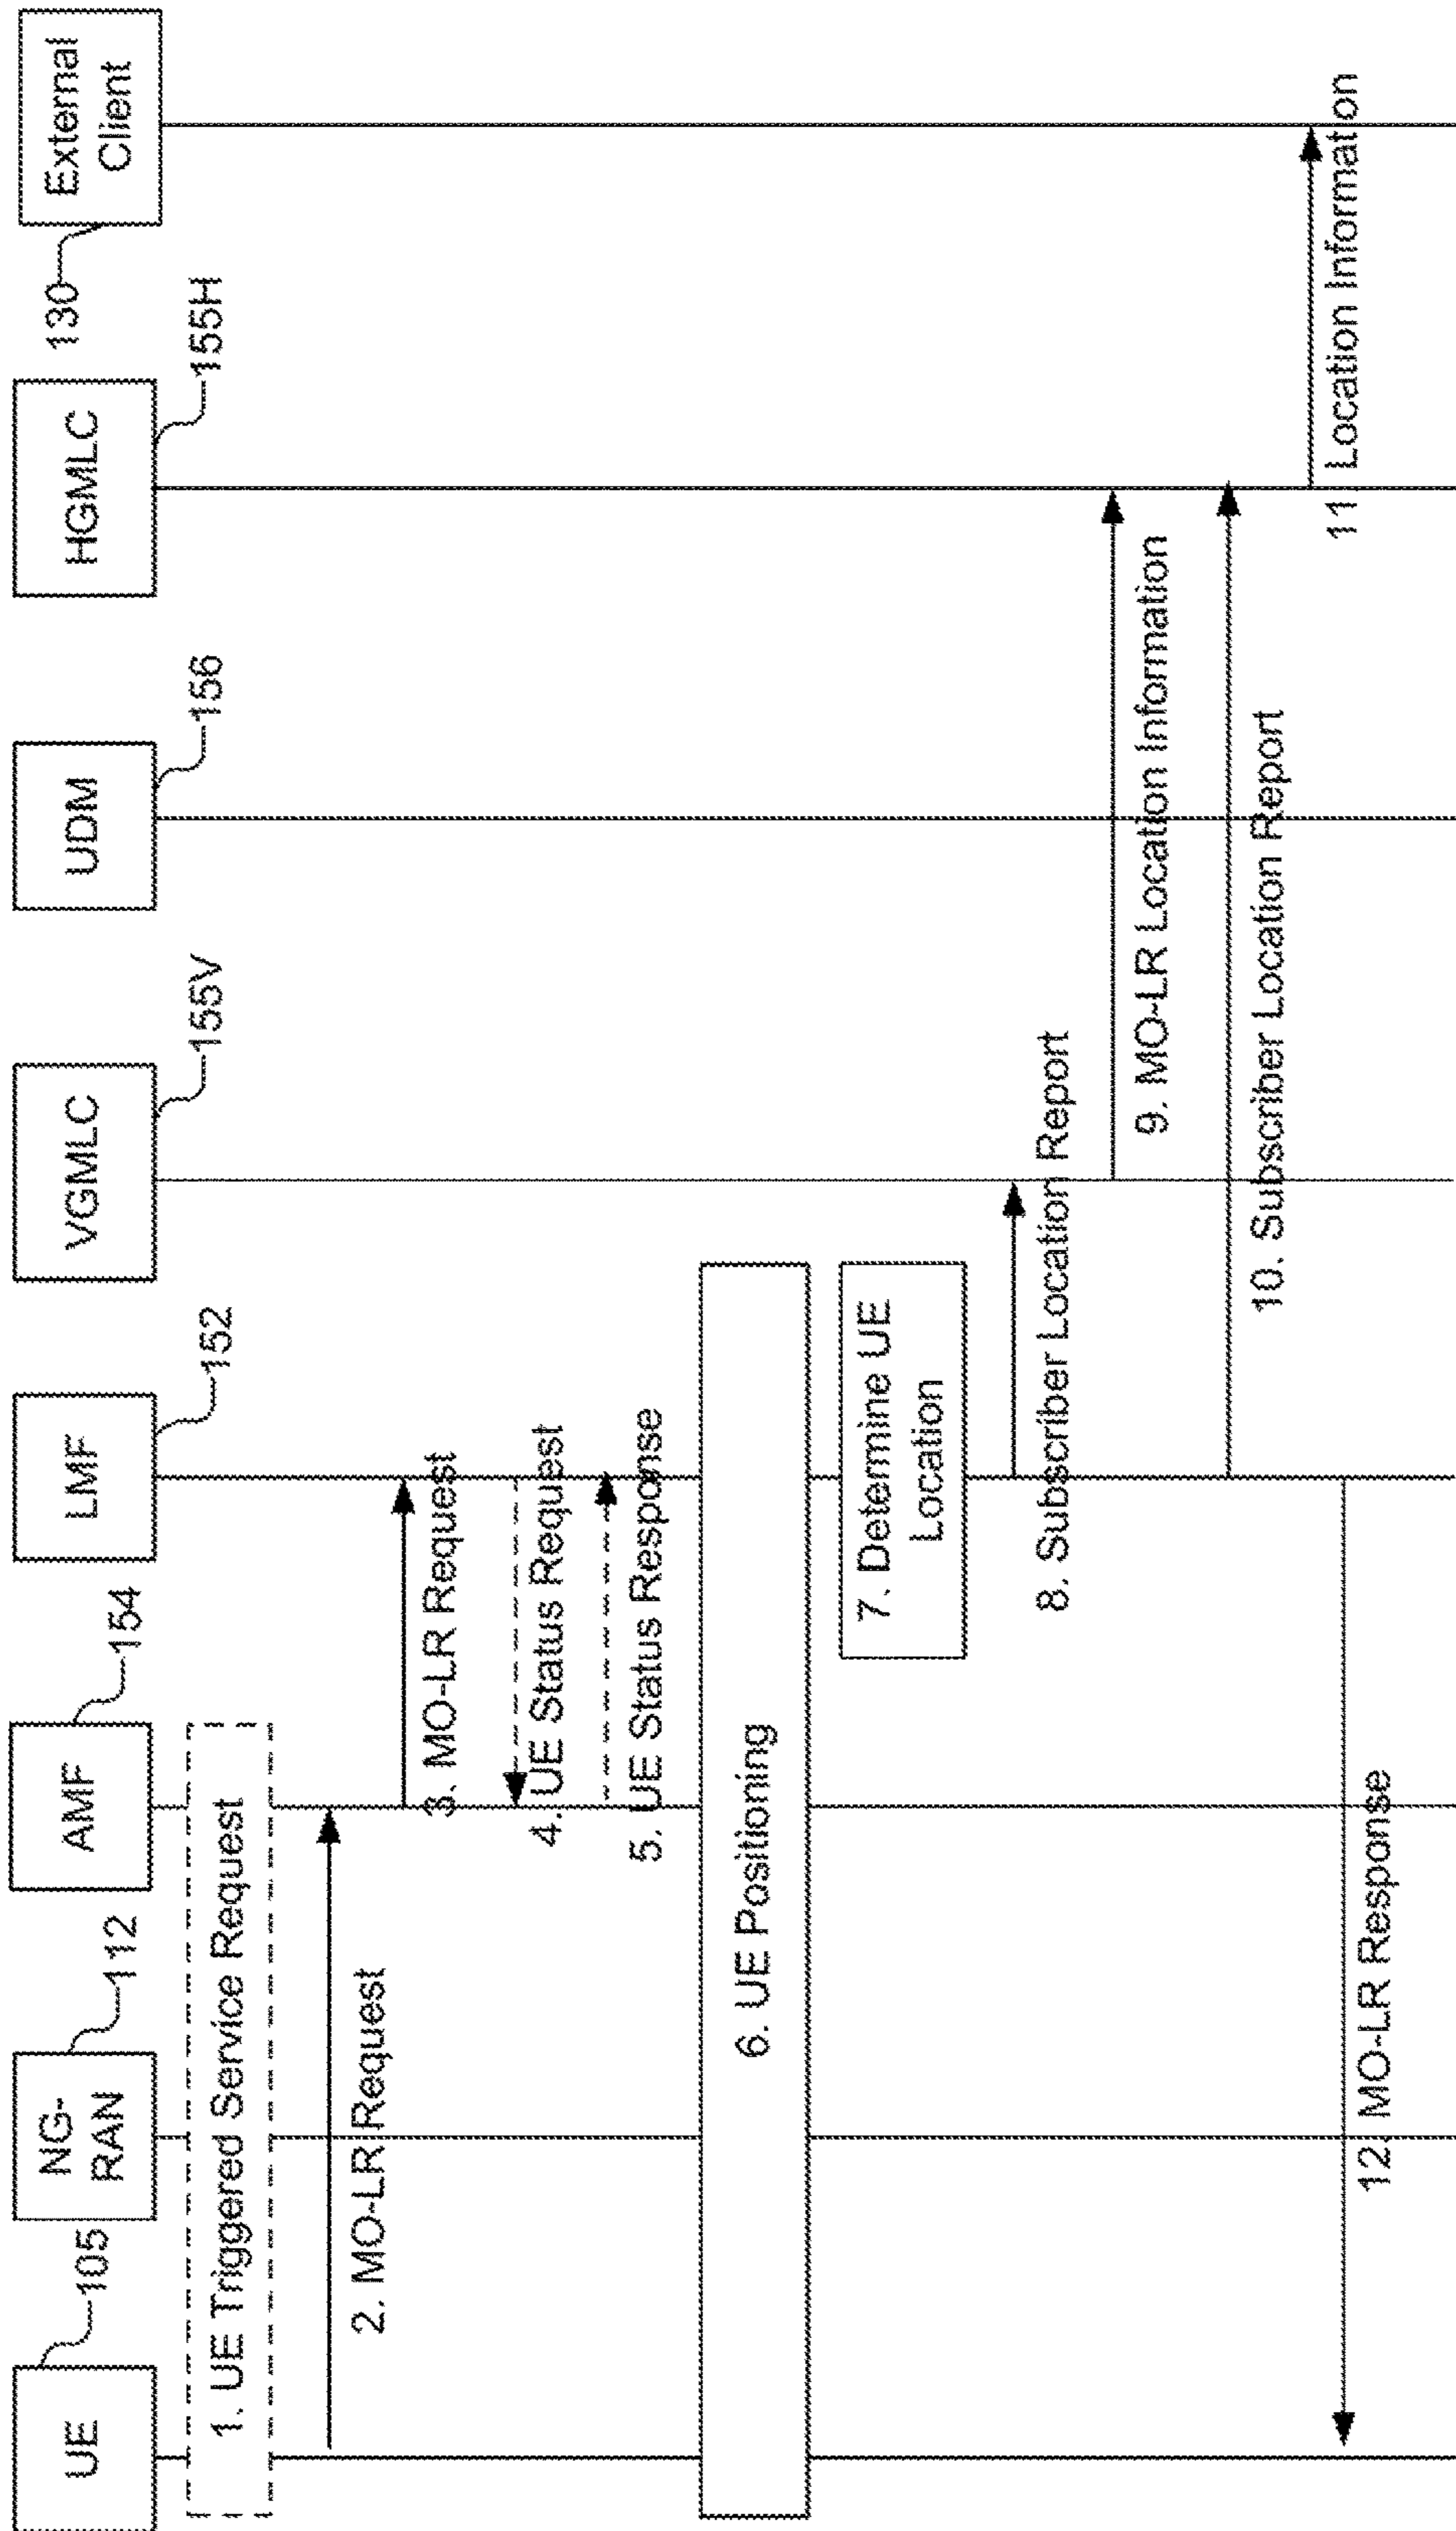 UE
105
NG-
RAN
112
AMF
154
LMF
152
VGMLC
155V
UDM
156
HGMLC
155H
130
External
Client
1. UE Triggered Service Request
2. MO-LR Request
3. MO-LR Request
4. UE Status Request
5. UE Status Response
6. UE Positioning
7. Determine UE
Location
8. Subscriber Location Report
9. MO-LR Location Information
10. Subscriber Location Report
11 Location Information
12. MO-LR Response